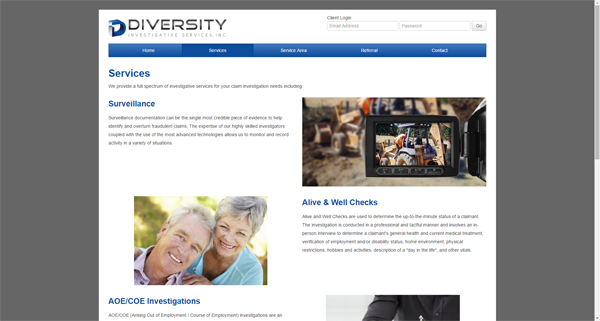 DIVERSITY
INVESTIGATIVE SERVICES, INC.
Client Login
Email Address
Password
Go
Home
Services
Service Area
Referral
Contact
Services
We provide a full spectrum of investigative services for your claim investigation needs including:
Surveillance
Surveillance documentation can be the single most credible piece of evidence to help
identify and overturn fraudulent claims. The expertise of our highly skilled investigators
coupled with the use of the most advanced technologies allows us to monitor and record
activity in a variety of situations.
Alive & Well Checks
Alive and Well Checks are used to determine the up-to-the-minute status of a claimant.
The investigation is conducted in a professional and tactful manner and involves an in-
person interview to determine a claimant's general health and current medical treatment,
verification of employment and/or disability status, home environment, physical
restrictions, hobbies and activities, description of a "day in the life", and other vitals.
AOE/COE Investigations
AOE/COE (Arising Out of Employment / Course of Employment) investigations are an